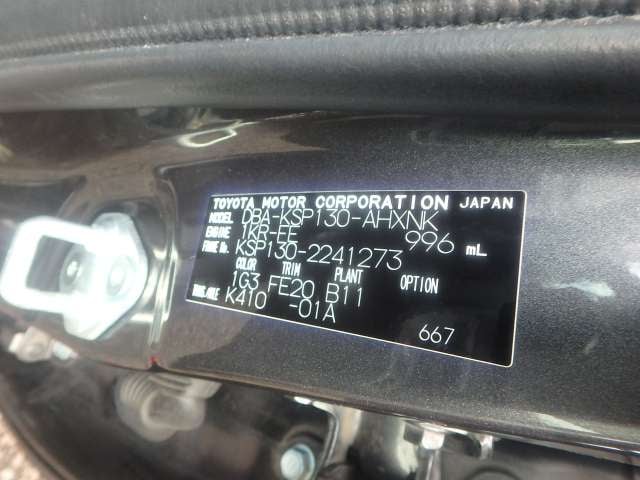 TOYOTA MOTOR CORPORATION JAPAN
MODEL DBA-KSP130-AHXNK
ENGINE 1KR-FE 996 mL
FRAME No. KSP130-2241273
COLOR TRIM PLANT OPTION
1G3 FE20 B11
TRANS./AXLE K410 -01A
667